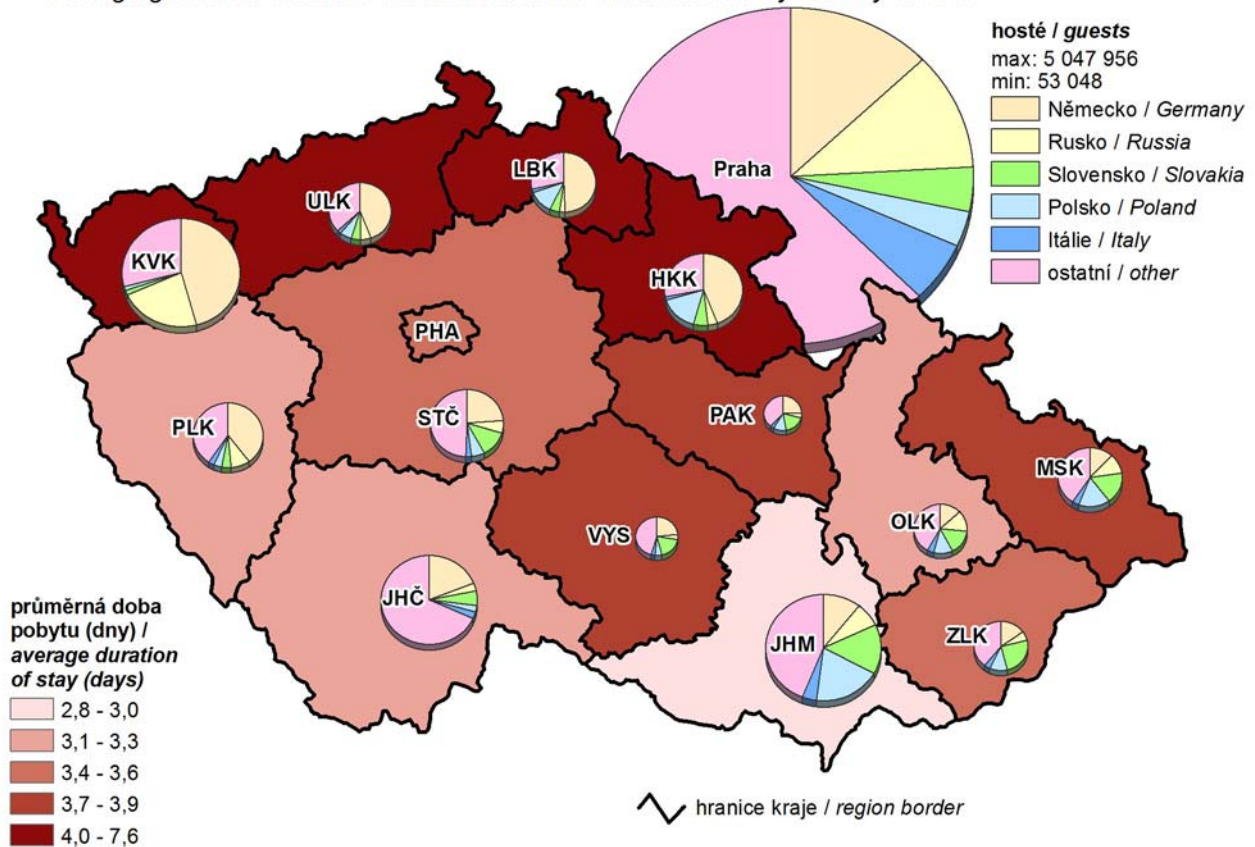 hosté / guests
max: 5 047 956
min: 53 048
Německo / Germany
Rusko / Russia
Slovensko / Slovakia
Polsko / Poland
Itálie / Italy
ostatní / other
Praha
LBK
ULK
KVK
HKK
PHA
PLK
STČ
PAK
MSK
VYS
OLK
JHČ
JHM
ZLK
průměrná doba
pobytu (dny) /
average duration
of stay (days)
2,8 - 3,0
3,1 - 3,3
3,4 - 3,6
3,7 - 3,9
4,0 - 7,6
hranice kraje / region border